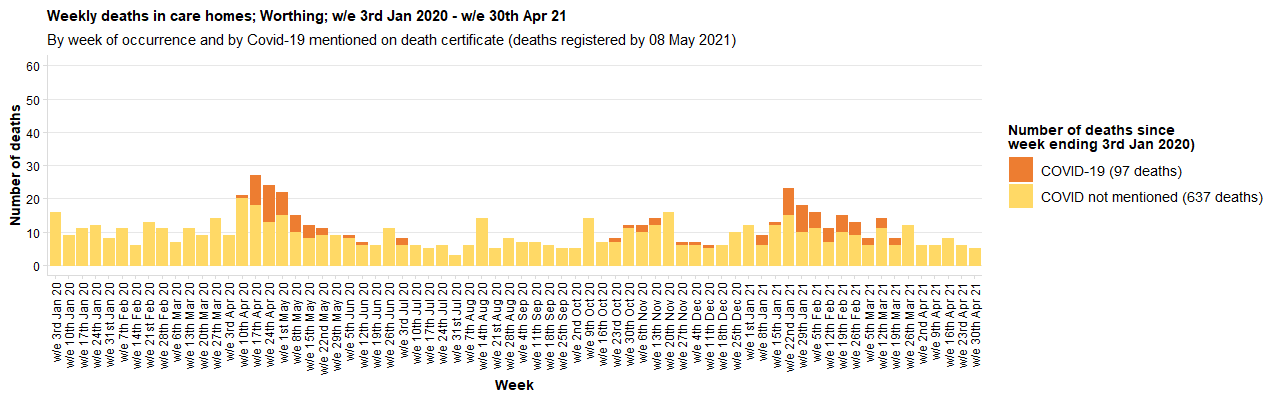 Weekly deaths in care homes; Worthing; w/e 3rd Jan 2020 - w/e 30th Apr 21
By week of occurrence and by Covid-19 mentioned on death certificate (deaths registered by 08 May 2021)
Number of deaths
60
50
40
30
20
10
0
w/e 3rd Jan 20
w/e 10th Jan 20
w/e 17th Jan 20
w/e 24th Jan 20
w/e 31st Jan 20
w/e 7th Feb 20
w/e 14th Feb 20
w/e 21st Feb 20
w/e 28th Feb 20
w/e 6th Mar 20
w/e 13th Mar 20
w/e 20th Mar 20
w/e 27th Mar 20
w/e 3rd Apr 20
w/e 10th Apr 20
w/e 17th Apr 20
w/e 24th Apr 20
w/e 1st May 20
w/e 8th May 20
w/e 15th May 20
w/e 22nd May 20
w/e 29th May 20
w/e 5th Jun 20
w/e 12th Jun 20
w/e 19th Jun 20
w/e 26th Jun 20
w/e 3rd Jul 20
w/e 10th Jul 20
w/e 17th Jul 20
w/e 24th Jul 20
w/e 31st Jul 20
w/e 7th Aug 20
w/e 14th Aug 20
w/e 21st Aug 20
w/e 28th Aug 20
w/e 4th Sep 20
w/e 11th Sep 20
w/e 18th Sep 20
w/e 25th Sep 20
w/e 2nd Oct 20
w/e 9th Oct 20
w/e 16th Oct 20
w/e 23rd Oct 20
w/e 30th Oct 20
w/e 6th Nov 20
w/e 13th Nov 20
w/e 20th Nov 20
w/e 27th Nov 20
w/e 4th Dec 20
w/e 11th Dec 20
w/e 18th Dec 20
w/e 25th Dec 20
w/e 1st Jan 21
w/e 8th Jan 21
w/e 15th Jan 21
w/e 22nd Jan 21
w/e 29th Jan 21
w/e 5th Feb 21
w/e 12th Feb 21
w/e 19th Feb 21
w/e 26th Feb 21
w/e 5th Mar 21
w/e 12th Mar 21
w/e 19th Mar 21
w/e 26th Mar 21
w/e 2nd Apr 21
w/e 9th Apr 21
w/e 16th Apr 21
w/e 23rd Apr 21
w/e 30th Apr 21
Week
Number of deaths since
week ending 3rd Jan 2020)
COVID-19 (97 deaths)
COVID not mentioned (637 deaths)